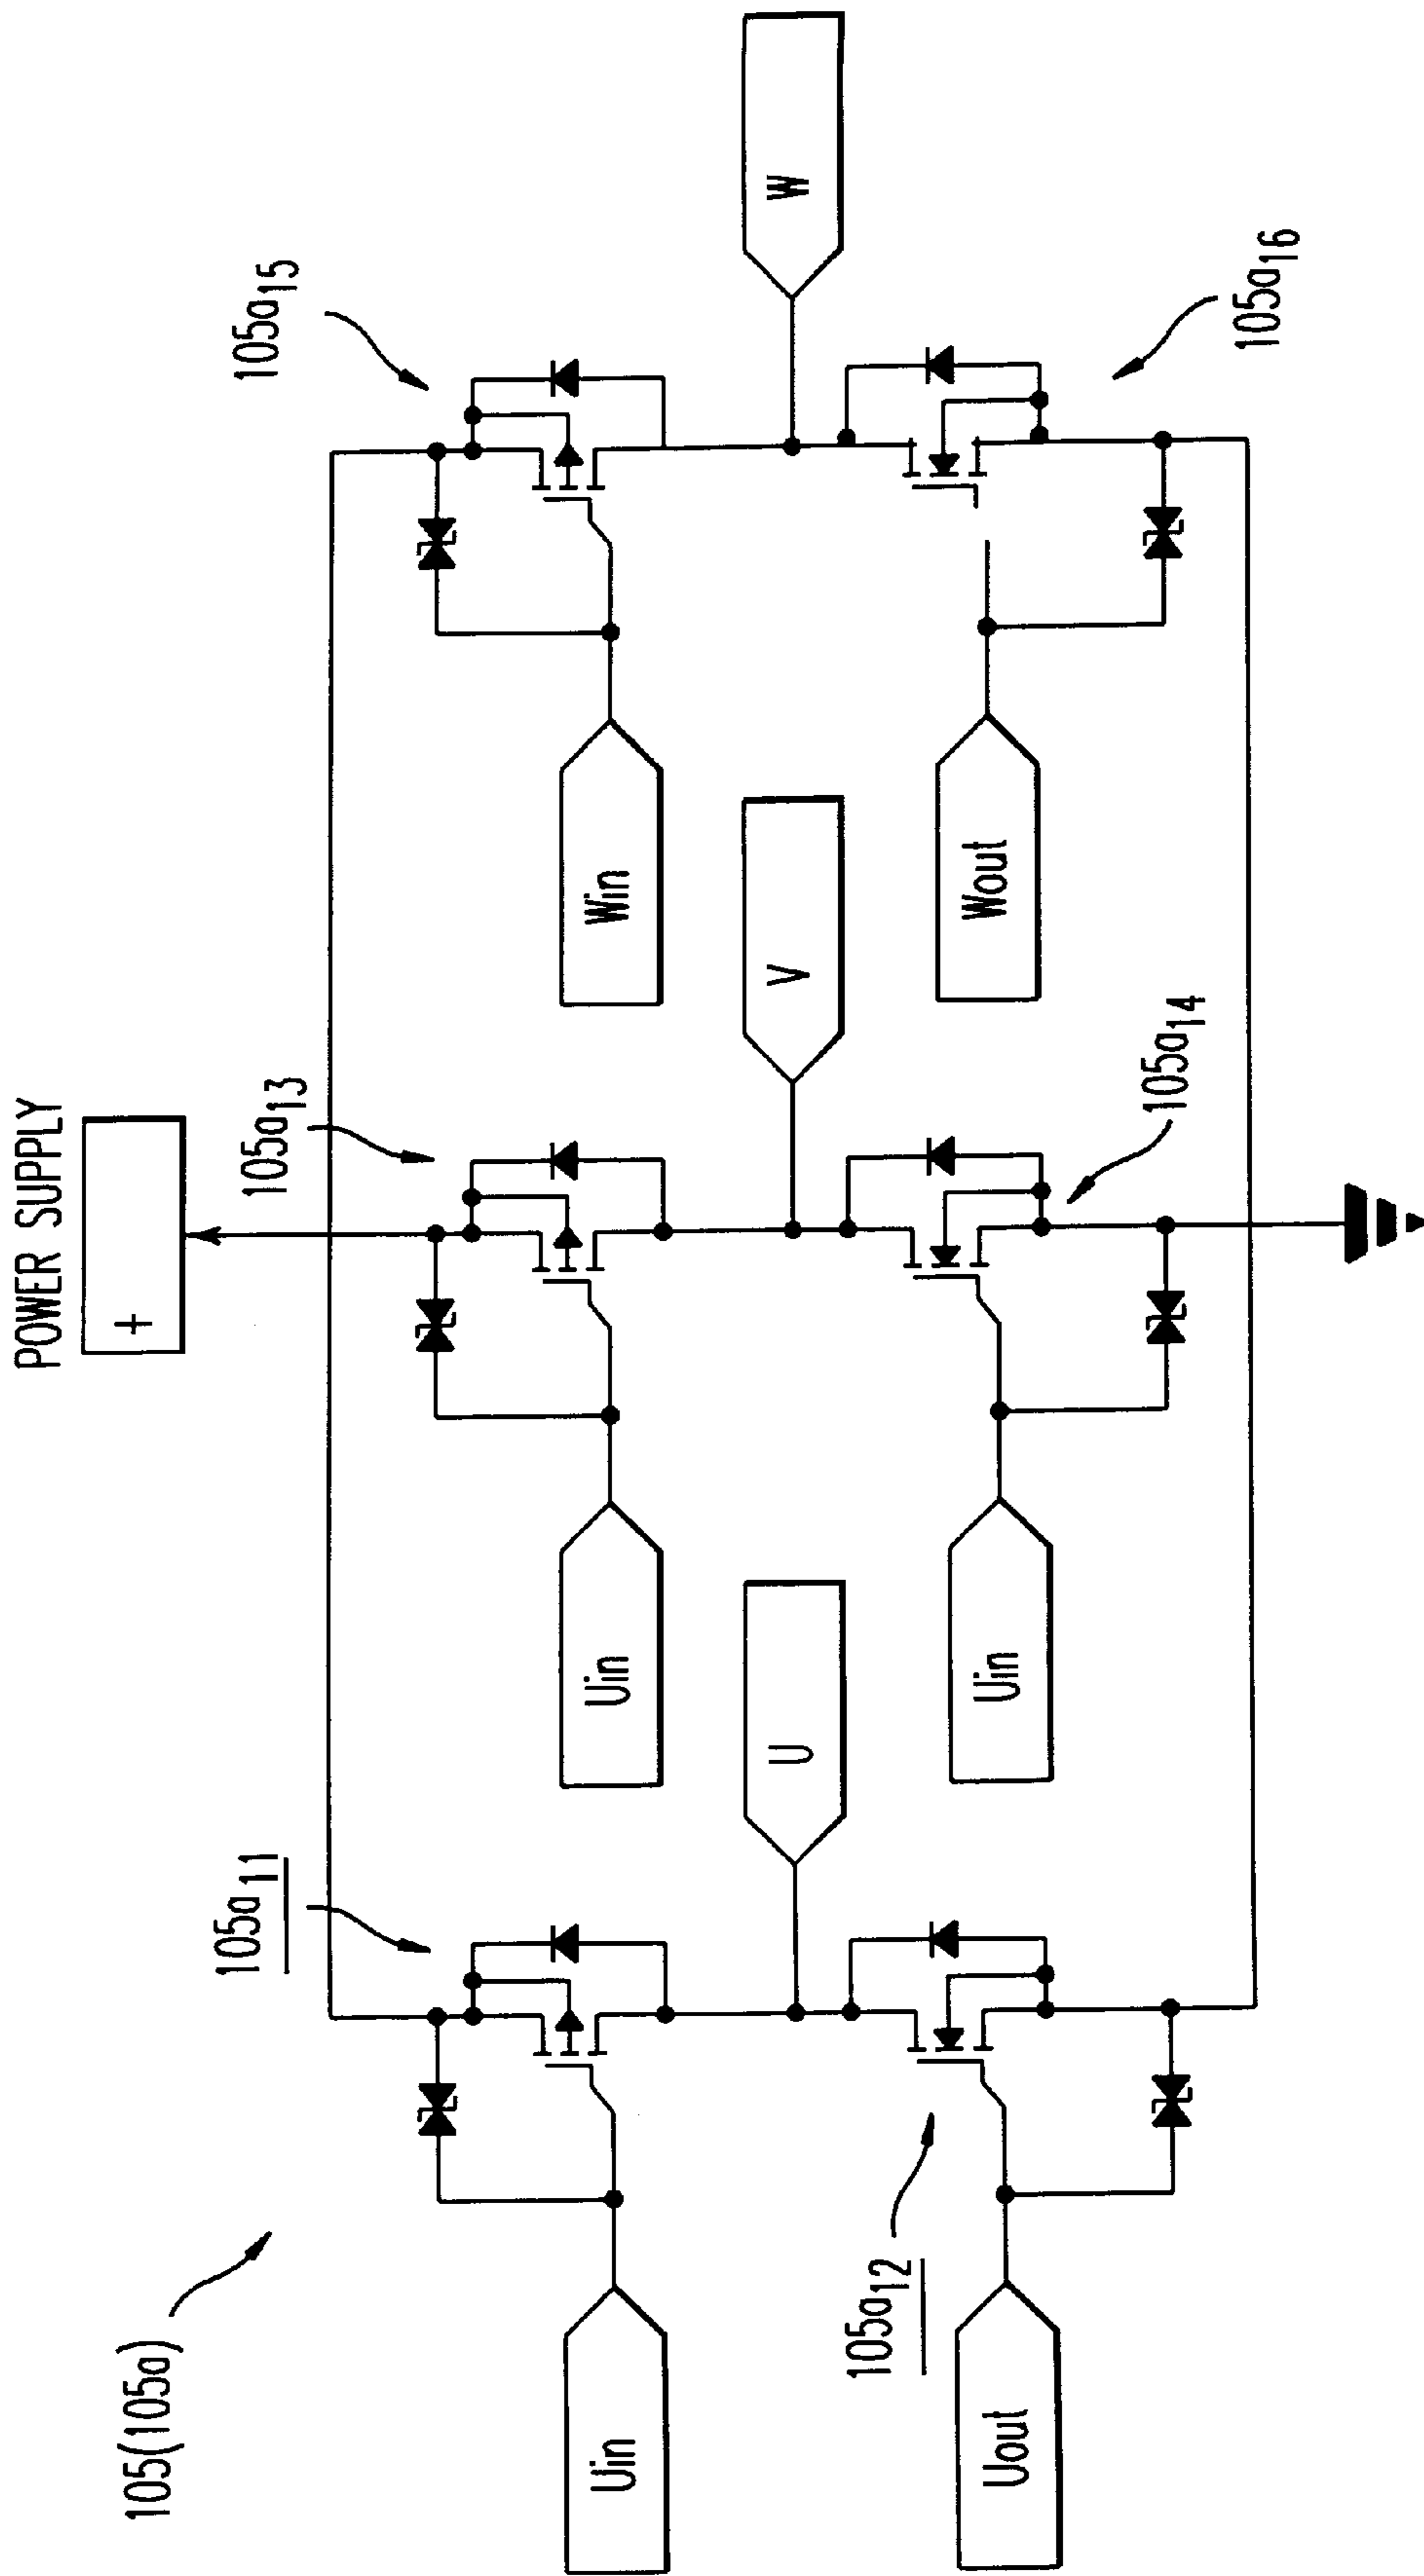 POWER SUPPLY
+
105(105a)
105a11
105a13
105a15
Uin
Uin
Win
U
V
W
Uout
Uin
Wout
105a12
105a14
105a16